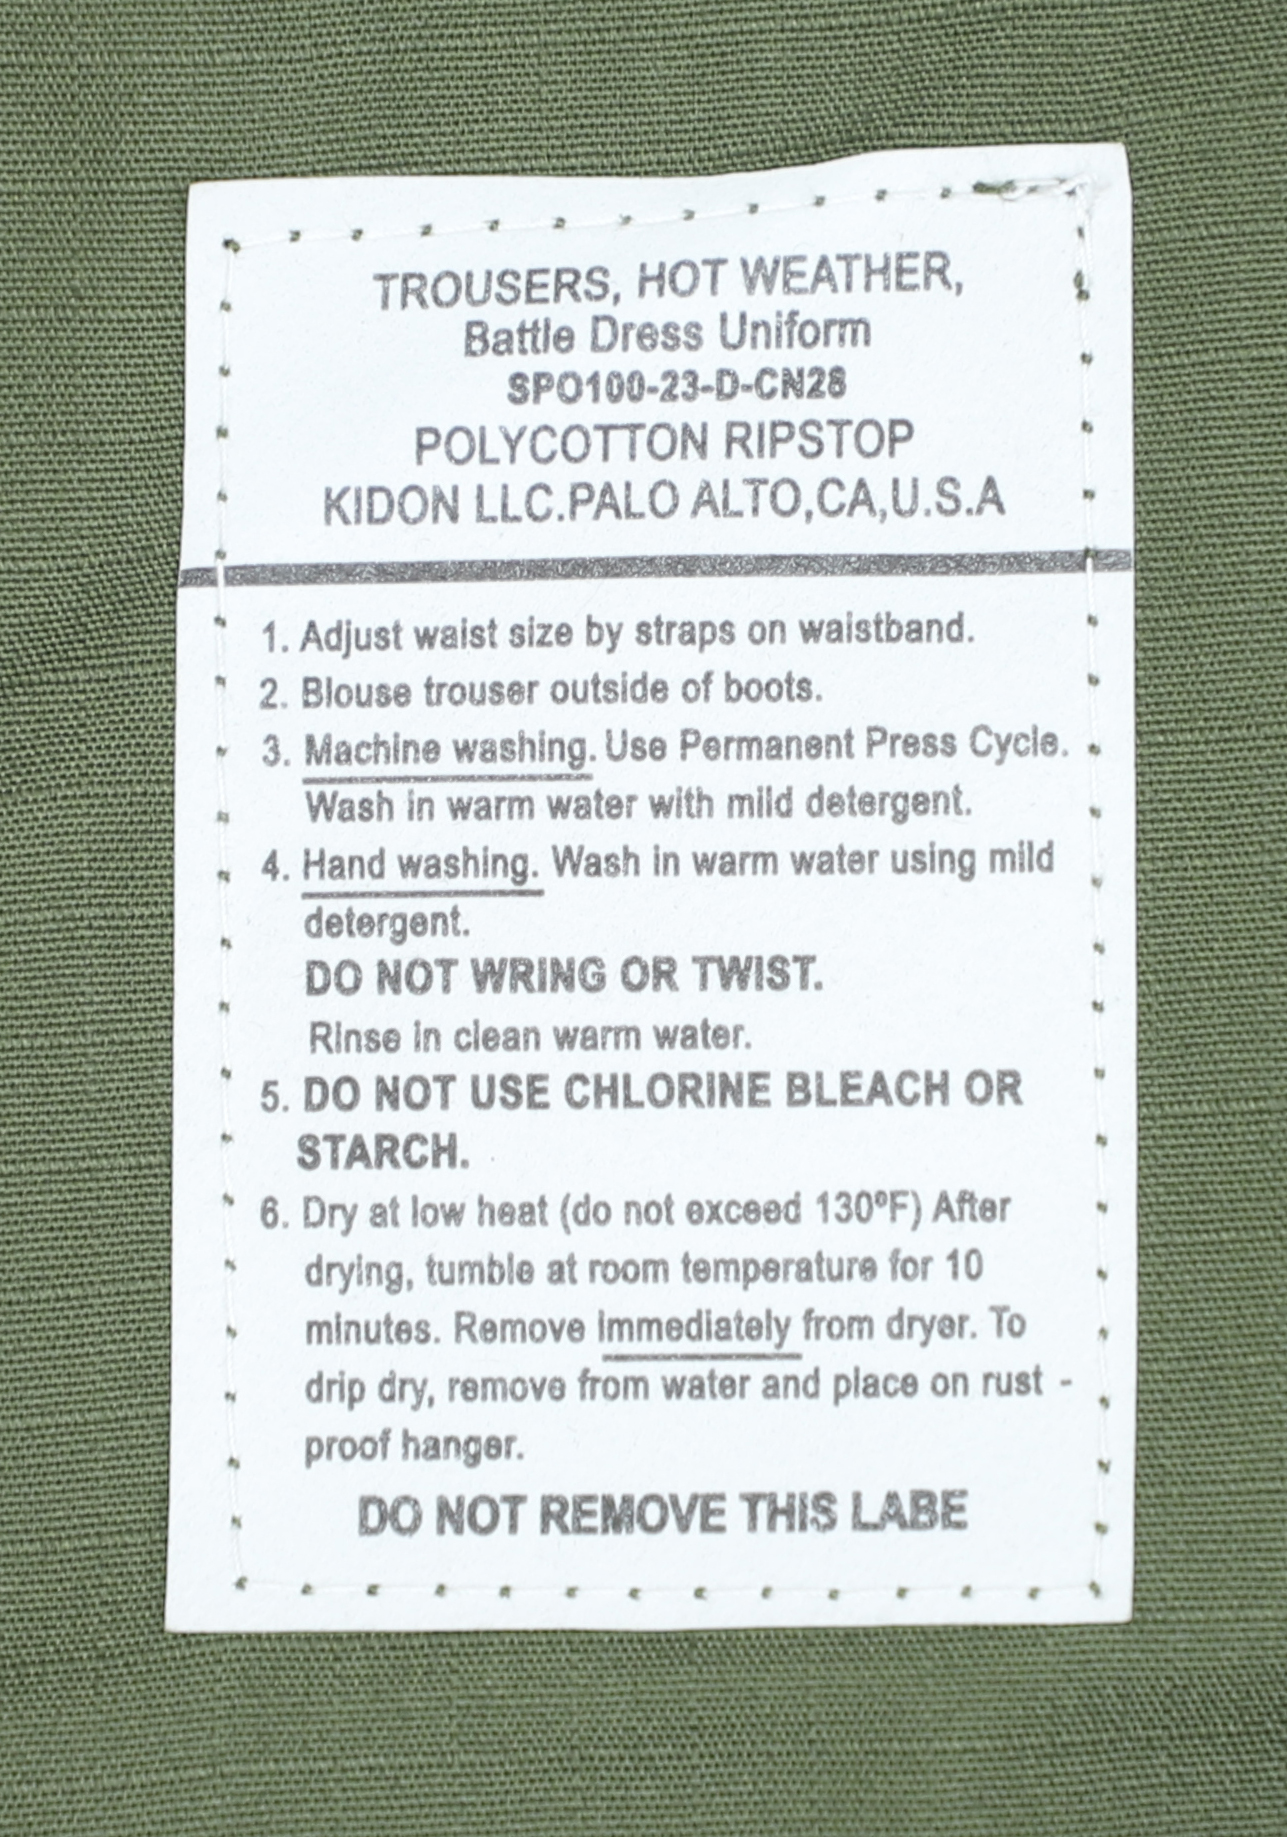 TROUSERS, HOT WEATHER,
Battle Dress Uniform
SPO100-23-D-CN28
POLYCOTTON RIPSTOP
KIDON LLC.PALO ALTO,CA,U.S.A
1. Adjust waist size by straps on waistband.
2. Blouse trouser outside of boots.
3. Machine washing. Use Permanent Press Cycle.
Wash in warm water with mild detergent.
4. Hand washing. Wash in warm water using mild
detergent.
DO NOT WRING OR TWIST.
Rinse in clean warm water.
5. DO NOT USE CHLORINE BLEACH OR
STARCH.
6. Dry at low heat (do not exceed 130ºF) After
drying, tumble at room temperature for 10
minutes. Remove immediately from dryer. To
drip dry, remove from water and place on rust -
proof hanger.
DO NOT REMOVE THIS LABE